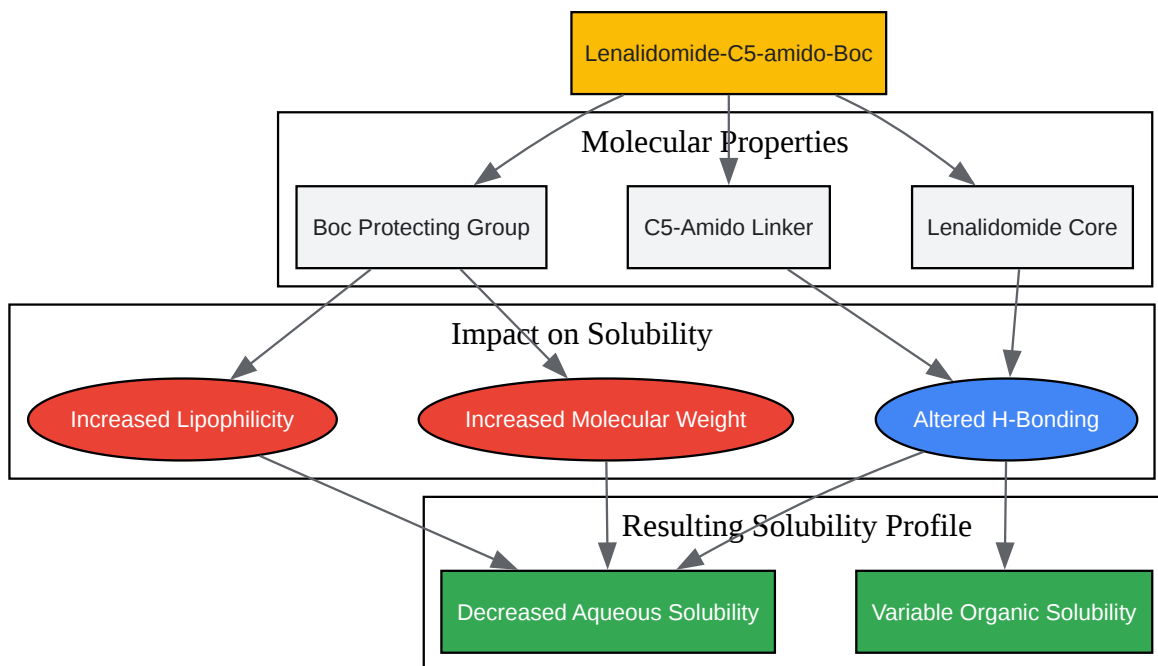 Lenalidomide-C5-amido-Boc
Molecular Properties
Boc Protecting Group
C5-Amido Linker
Lenalidomide Core
Impact on Solubility
Increased Lipophilicity
Increased Molecular Weight
Altered H-Bonding
Resulting Solubility Profile
Decreased Aqueous Solubility
Variable Organic Solubility